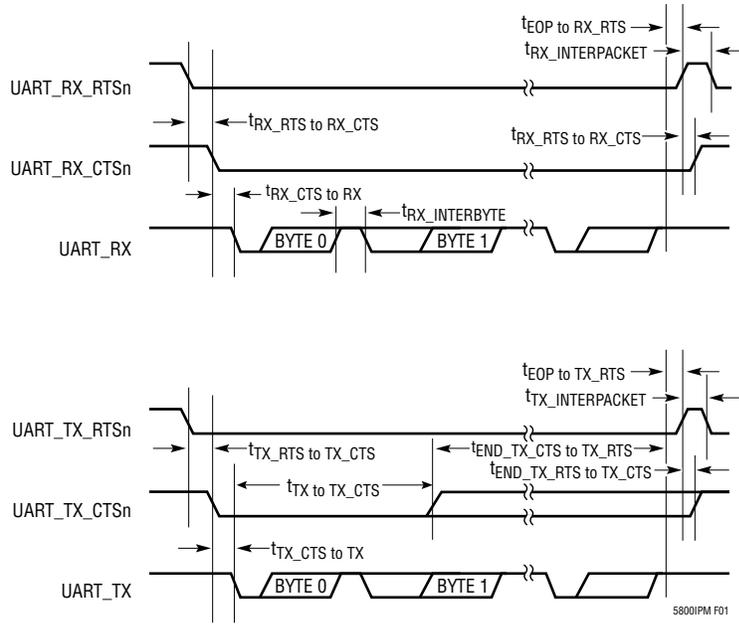 tEOP to RX_RTS
tRX_INTERPACKET
UART_RX_RTSn
tRX_RTS to RX_CTS
tRX_RTS to RX_CTS
UART_RX_CTSn
tRX_CTS to RX
tRX_INTERBYTE
UART_RX
BYTE 0
BYTE 1
tEOP to TX_RTS
tTX_INTERPACKET
UART_TX_RTSn
tTX_RTS to TX_CTS
tEND_TX_CTS to TX_RTS
tEND_TX_RTS to TX_CTS
tTX to TX_CTS
UART_TX_CTSn
tTX_CTS to TX
UART_TX
BYTE 0
BYTE 1
5800IPM F01